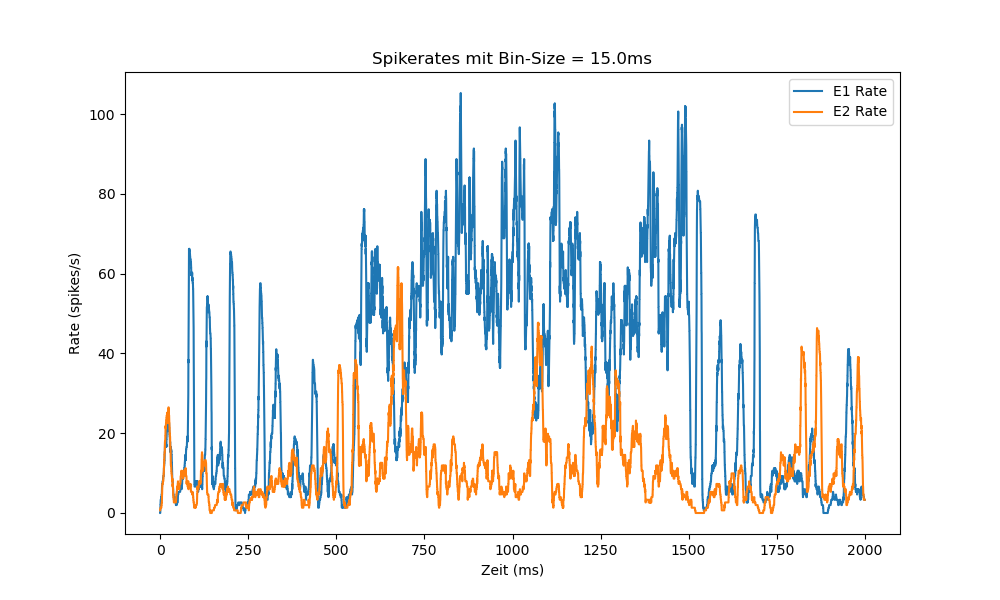 Spikerates mit Bin-Size = 15.0ms
E1 Rate
E2 Rate
100
80
60
40
20
0
Rate (spikes/s)
0 250 500 750 1000 1250 1500 1750 2000
Zeit (ms)